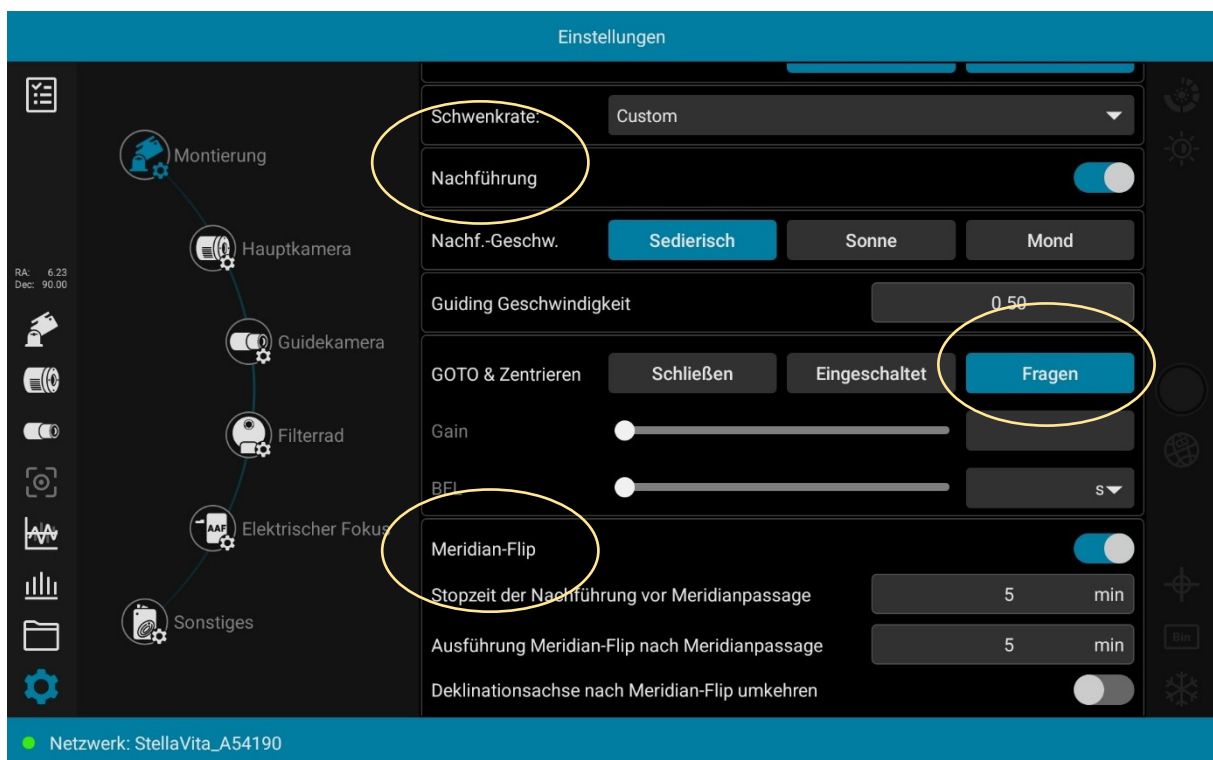 Einstellungen
Schwenkrate: Custom
Montierung
Nachführung
Hauptkamera
Nachf.-Geschw. Sedierisch Sonne Mond
RA: 6.23
Dec: 90.00
Guiding Geschwindigkeit 0.50
Guidekamera
GOTO & Zentrieren Schließen Eingeschaltet Fragen
Filterrad
Gain
BFL s
AAF
Elektrischer Fokus
Meridian-Flip
Stopzeit der Nachführung vor Meridianpassage 5 min
Sonstiges
Ausführung Meridian-Flip nach Meridianpassage 5 min
Bin
Deklinationsachse nach Meridian-Flip umkehren
Netzwerk: StellaVita_A54190